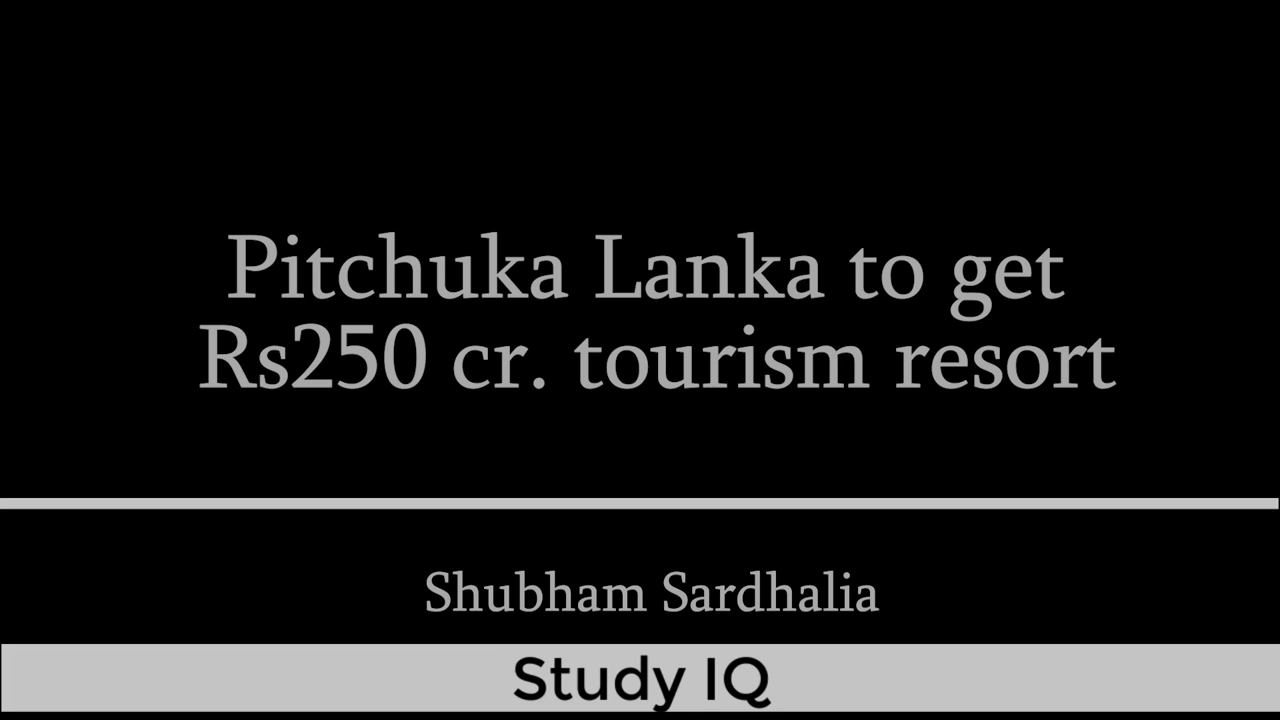 Pitchuka Lanka to get
Rs250 cr. tourism resort
Shubham Sardhalia
Study IQ